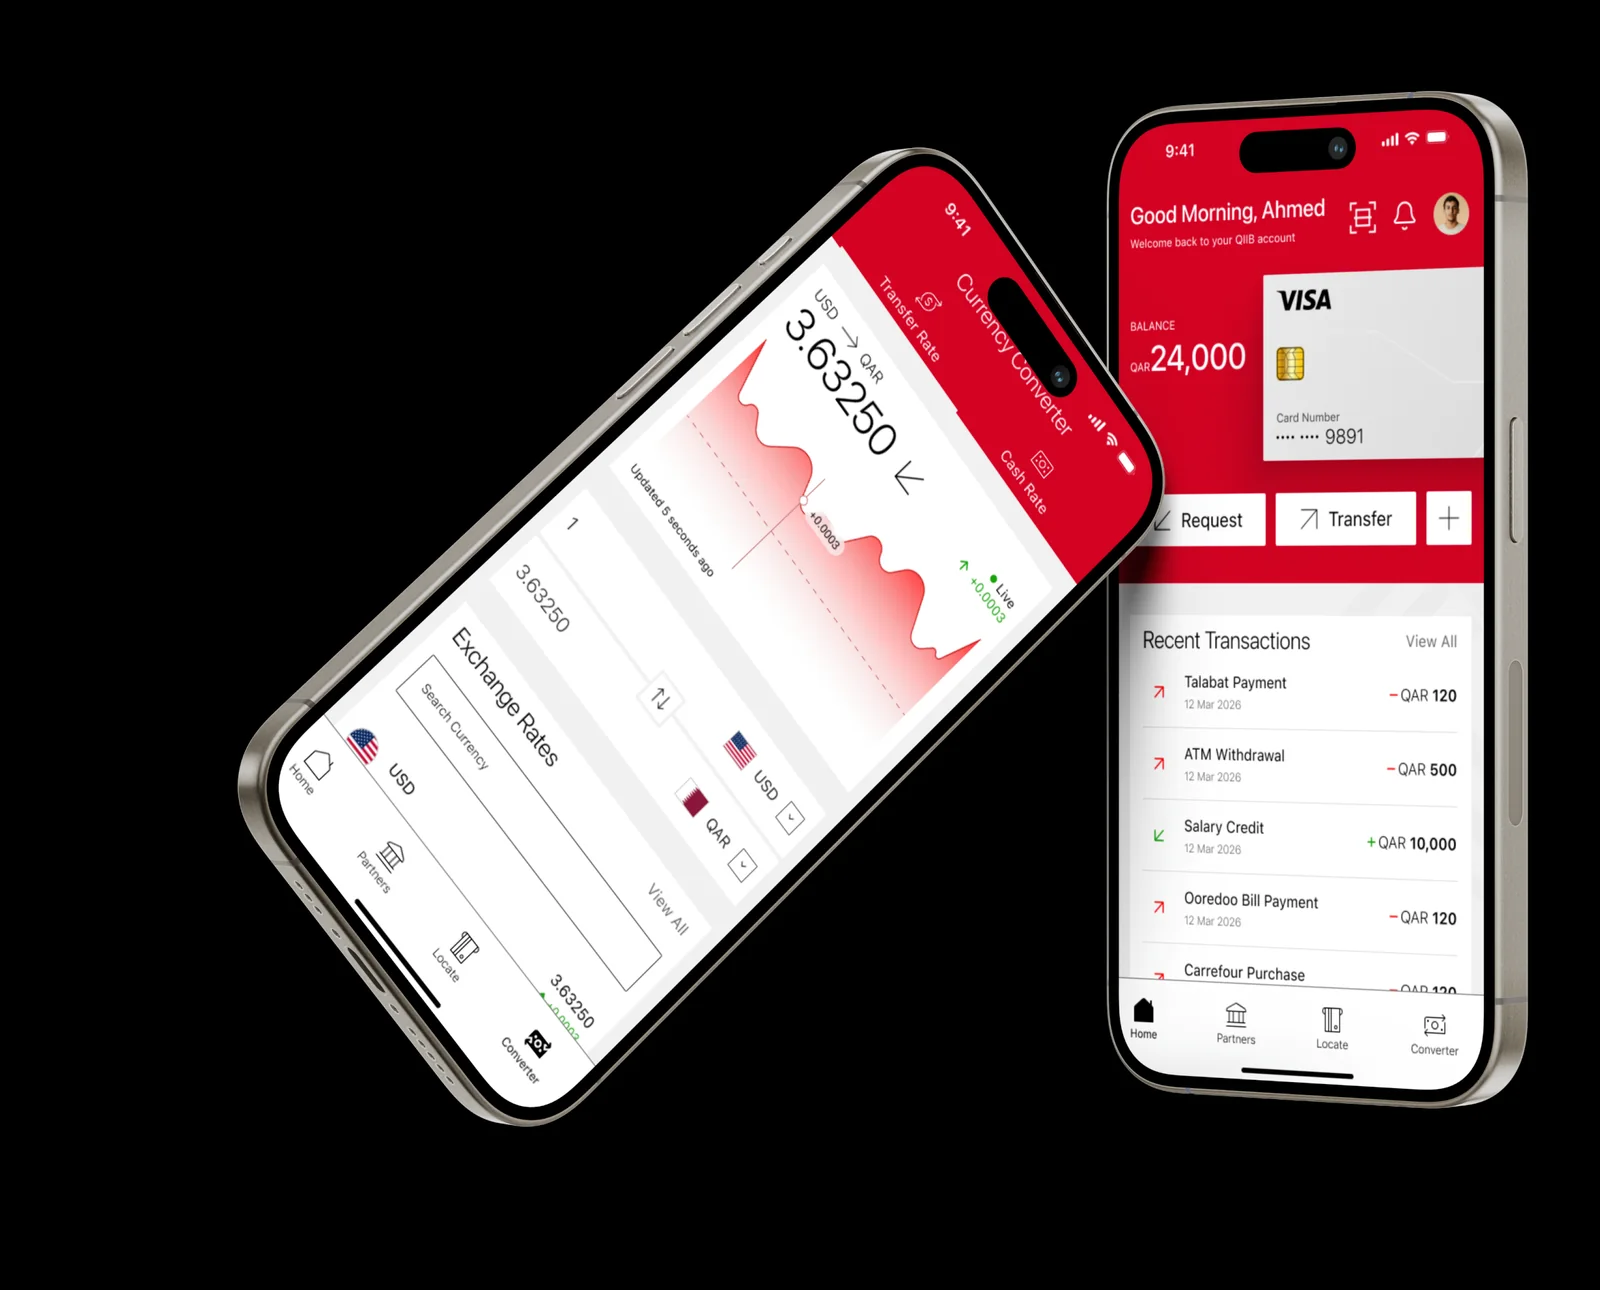 9:41
Currency Converter
Transfer Rate
Cash Rate
USD → QAR
3.63250
Live
+0.0003
+0.0003
Updated 5 seconds ago
1
USD
3.63250
QAR
Exchange Rates
View All
Search Currency
USD
3.63250
+0.0003
Home
Partners
Locate
Converter
9:41
Good Morning, Ahmed
Welcome back to your QIIB account
BALANCE
QAR 24,000
VISA
Card Number
•••• •••• 9891
Request
Transfer
Recent Transactions
View All
Talabat Payment
12 Mar 2026
– QAR 120
ATM Withdrawal
12 Mar 2026
– QAR 500
Salary Credit
12 Mar 2026
+ QAR 10,000
Ooredoo Bill Payment
12 Mar 2026
– QAR 120
Carrefour Purchase
– QAR 120
Home
Partners
Locate
Converter